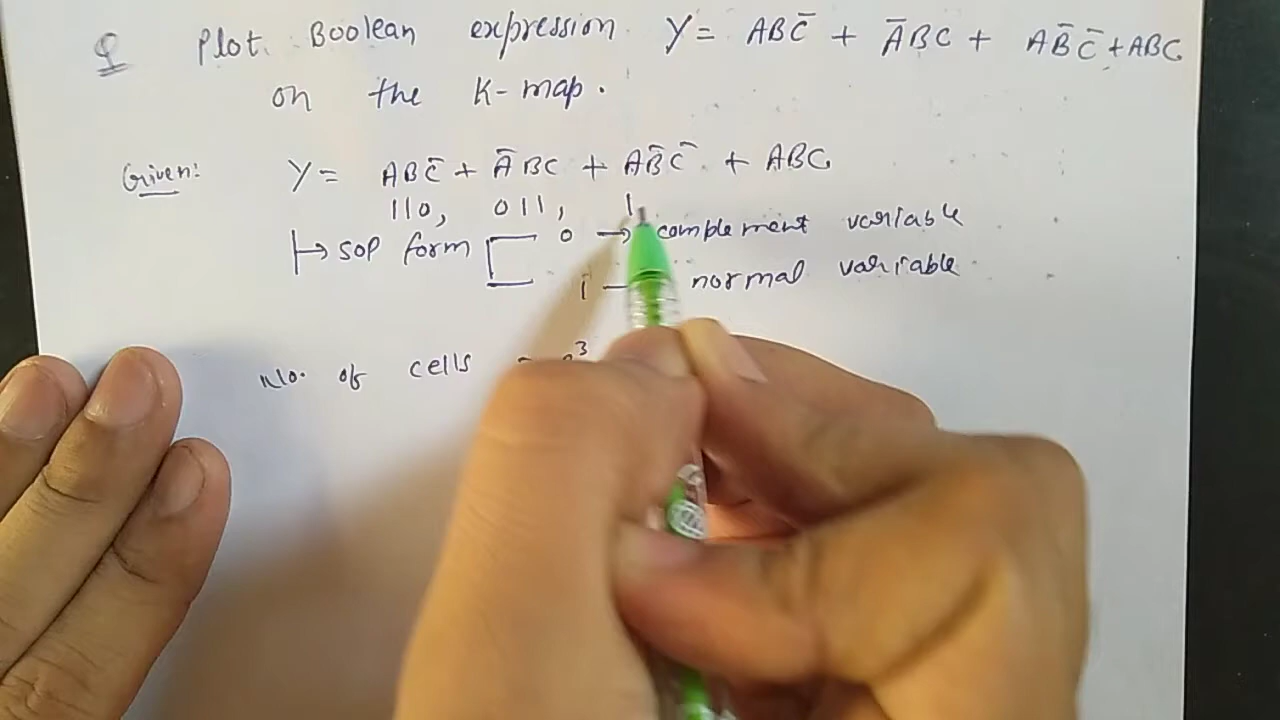 Q Plot Boolean expression Y = ABC̄ + ĀBC + AB̄C̄ + ABC
on the K-map.
Given: Y = ABC̄ + ĀBC + AB̄C̄ + ABC
110, 011, 1
SOP form 0 → complement variable
1 — normal variable
No. of cells 3